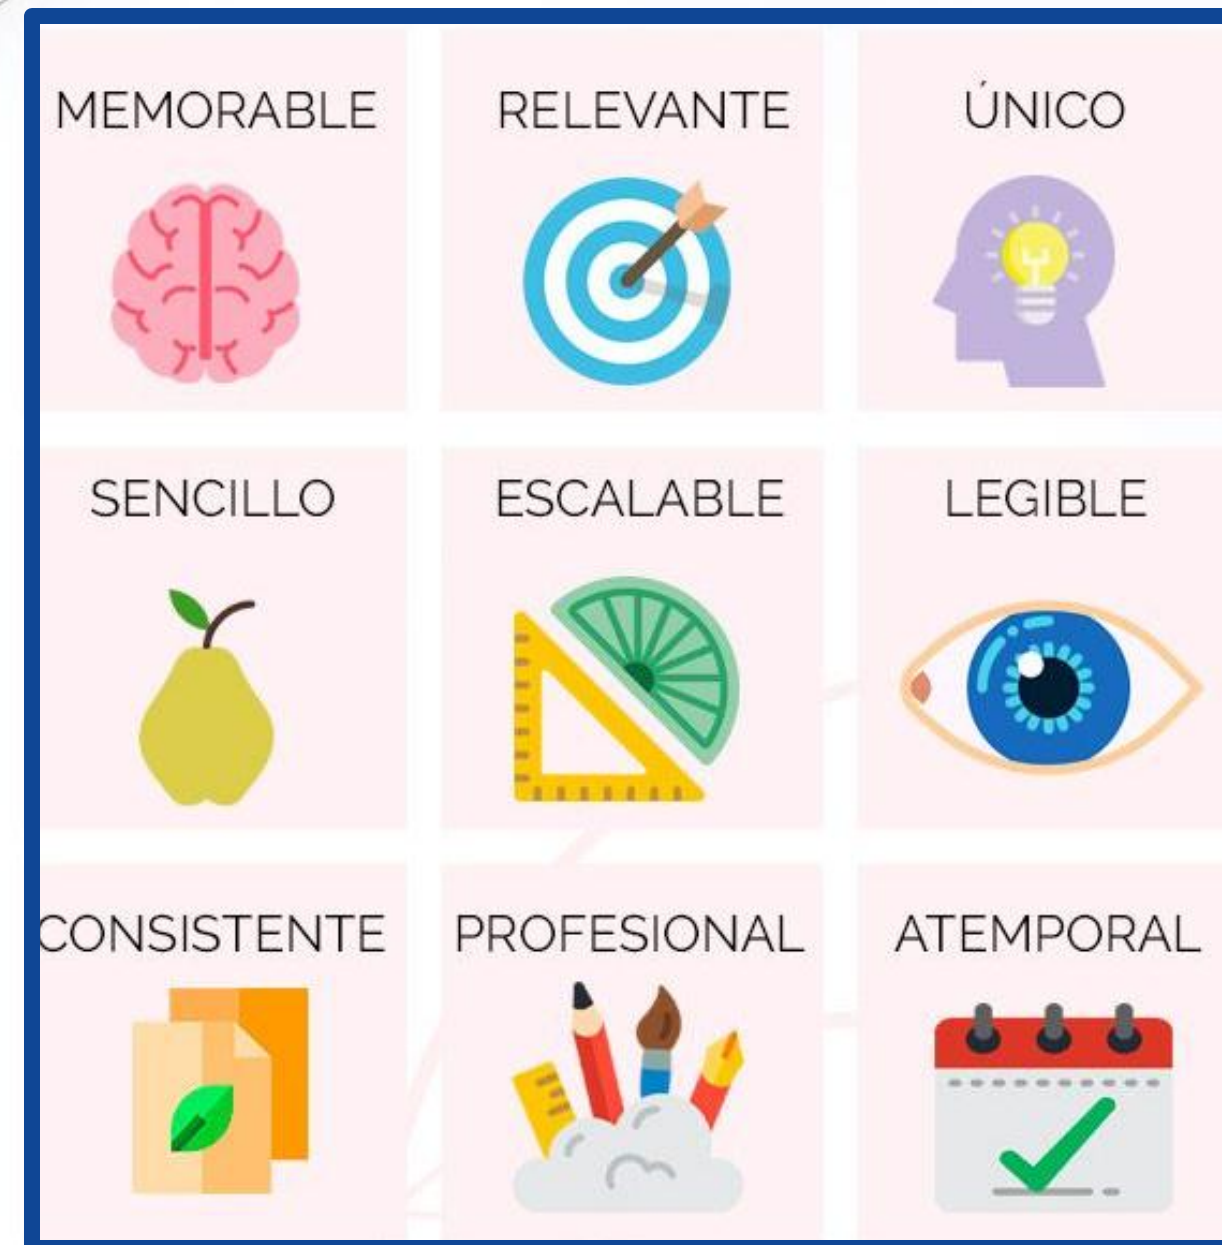 MEMORABLE
RELEVANTE
ÚNICO
SENCILLO
ESCALABLE
LEGIBLE
CONSISTENTE
PROFESIONAL
ATEMPORAL